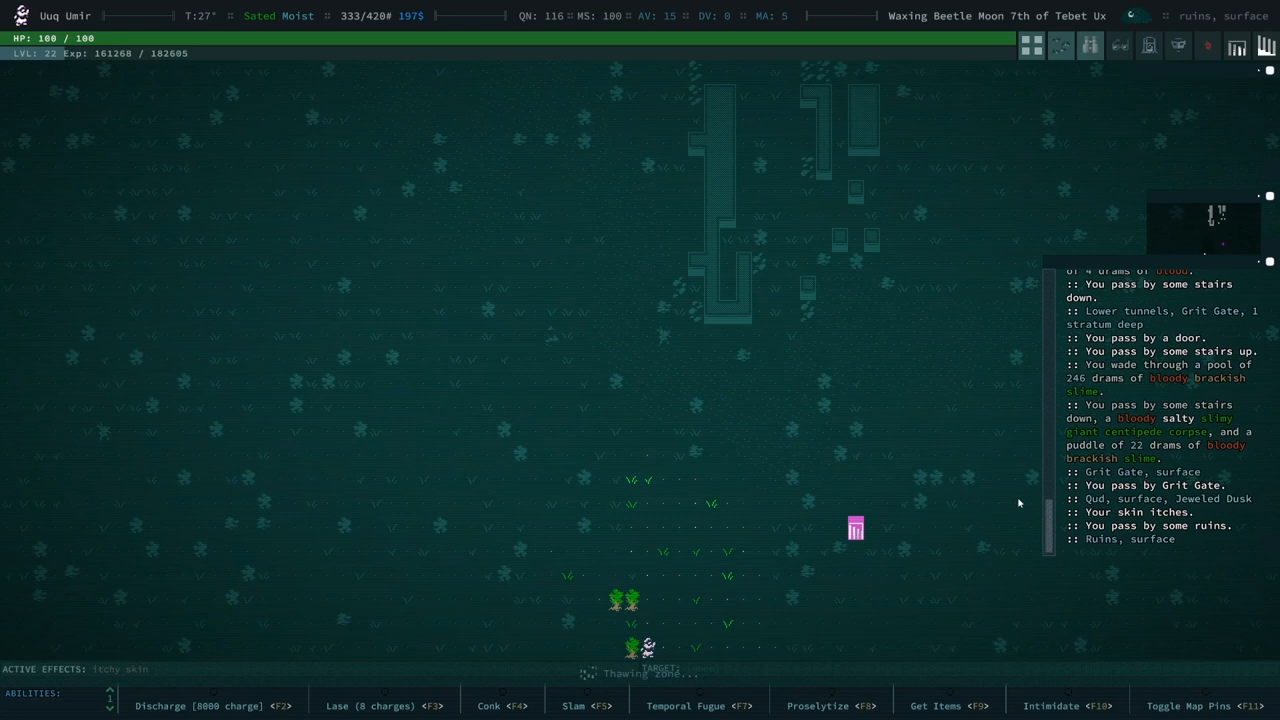 Uuq Umir T:27° :: Sated Moist :: 333/420# 197$ QN: 116 :: MS: 100 :: AV: 15 :: DV: 0 :: MA: 5 Waxing Beetle Moon 7th of Tebet Ux :: ruins, surface
HP: 100 / 100
LVL: 22 Exp: 161268 / 182605
of 4 drams of blood.
:: You pass by some stairs
down.
:: Lower tunnels, Grit Gate, 1
stratum deep
:: You pass by a door.
:: You pass by some stairs up.
:: You wade through a pool of
246 drams of bloody brackish
slime.
:: You pass by some stairs
down, a bloody salty slimy
giant centipede corpse, and a
puddle of 22 drams of bloody
brackish slime.
:: Grit Gate, surface
:: You pass by Grit Gate.
:: Qud, surface, Jeweled Dusk
:: Your skin itches.
:: You pass by some ruins.
:: Ruins, surface
ACTIVE EFFECTS: itchy skin
TARGET:
Thawing zone...
ABILITIES: 1 Discharge [8000 charge] <F2> Lase (8 charges) <F3> Conk <F4> Slam <F5> Temporal Fugue <F7> Proselytize <F8> Get Items <F9> Intimidate <F10> Toggle Map Pins <F11>